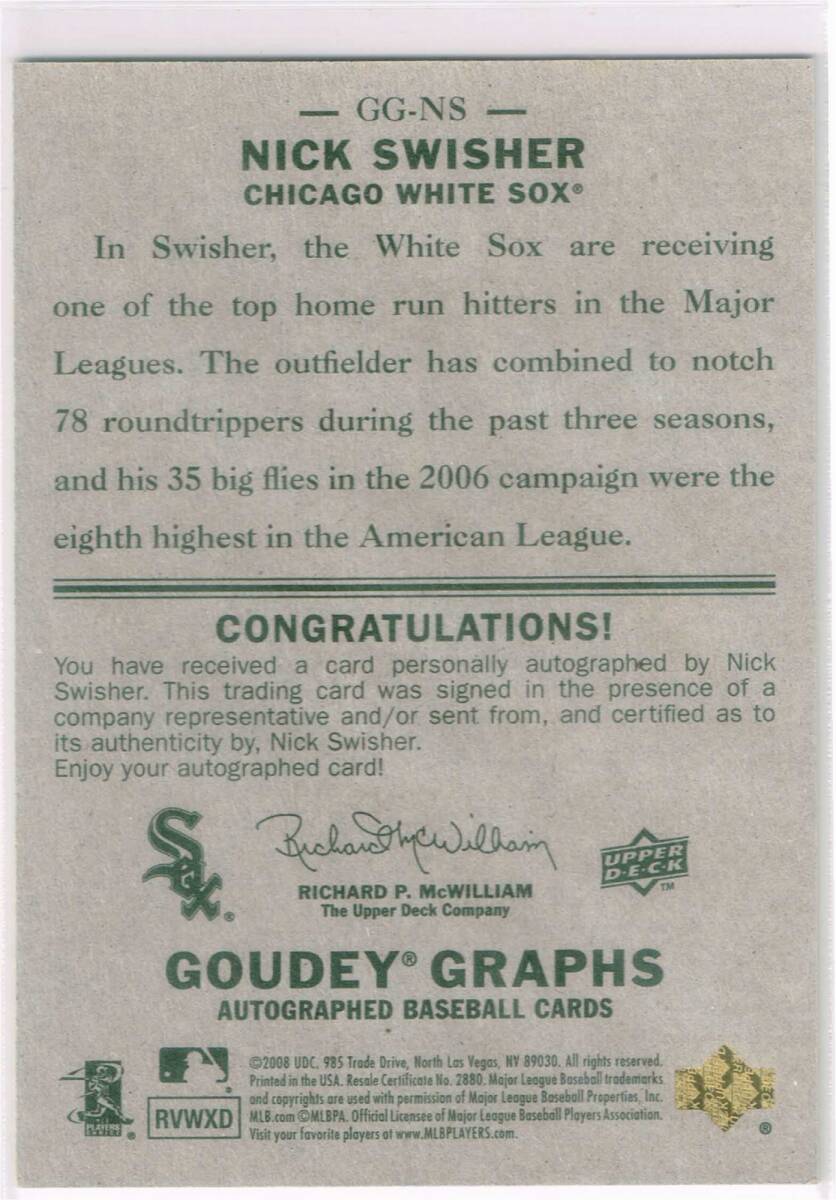 — GG-NS —
NICK SWISHER
CHICAGO WHITE SOX®
In Swisher, the White Sox are receiving
one of the top home run hitters in the Major
Leagues. The outfielder has combined to notch
78 roundtrippers during the past three seasons,
and his 35 big flies in the 2006 campaign were the
eighth highest in the American League.
CONGRATULATIONS!
You have received a card personally autographed by Nick
Swisher. This trading card was signed in the presence of a
company representative and/or sent from, and certified as to
its authenticity by, Nick Swisher.
Enjoy your autographed card!
Sox®
Richard McWilliam
UPPER
D·E·C·K™
RICHARD P. McWILLIAM
The Upper Deck Company
GOUDEY® GRAPHS
AUTOGRAPHED BASEBALL CARDS
PLAYERS
CHOICE®
RVWXD
©2008 UDC. 985 Trade Drive, North Las Vegas, NV 89030. All rights reserved.
Printed in the USA. Resale Certificate No. 2880. Major League Baseball trademarks
and copyrights are used with permission of Major League Baseball Properties, Inc.
MLB.com ©MLBPA. Official Licensee of Major League Baseball Players Association.
Visit your favorite players at www.MLBPLAYERS.com.
®